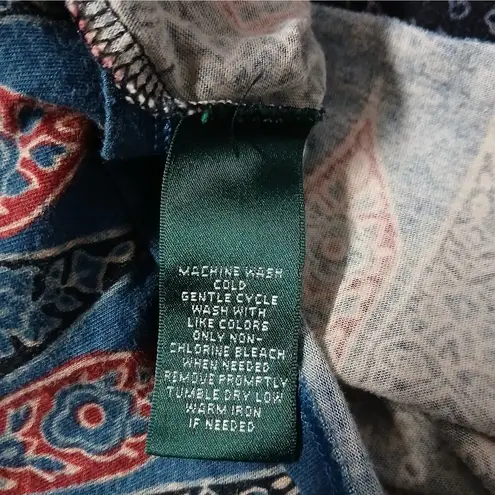 MACHINE WASH
COLD
GENTLE CYCLE
WASH WITH
LIKE COLORS
ONLY NON-
CHLORINE BLEACH
WHEN NEEDED
REMOVE PROMPTLY
TUMBLE DRY LOW
WARM IRON
IF NEEDED